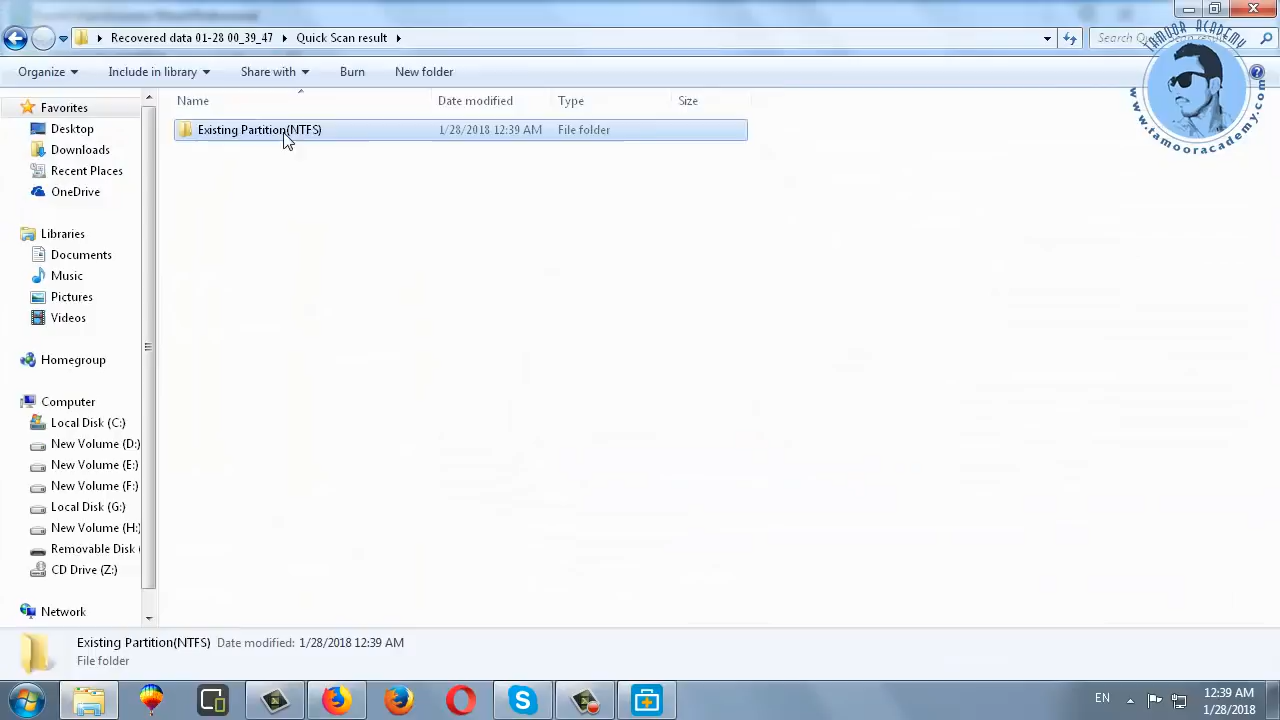 Recovered data 01-28 00_39_47
Quick Scan result
Search Qu
Organize
Include in library
Share with
Burn
New folder
TAMOOR ACADEMY
www.tamooracademy.com
Name
Date modified
Type
Size
Existing Partition(NTFS)
1/28/2018 12:39 AM
File folder
Favorites
Desktop
Downloads
Recent Places
OneDrive
Libraries
Documents
Music
Pictures
Videos
Homegroup
Computer
Local Disk (C:)
New Volume (D:)
New Volume (E:)
New Volume (F:)
Local Disk (G:)
New Volume (H:
Removable Disk (
CD Drive (Z:)
Network
Existing Partition(NTFS) Date modified: 1/28/2018 12:39 AM
File folder
EN
12:39 AM
1/28/2018